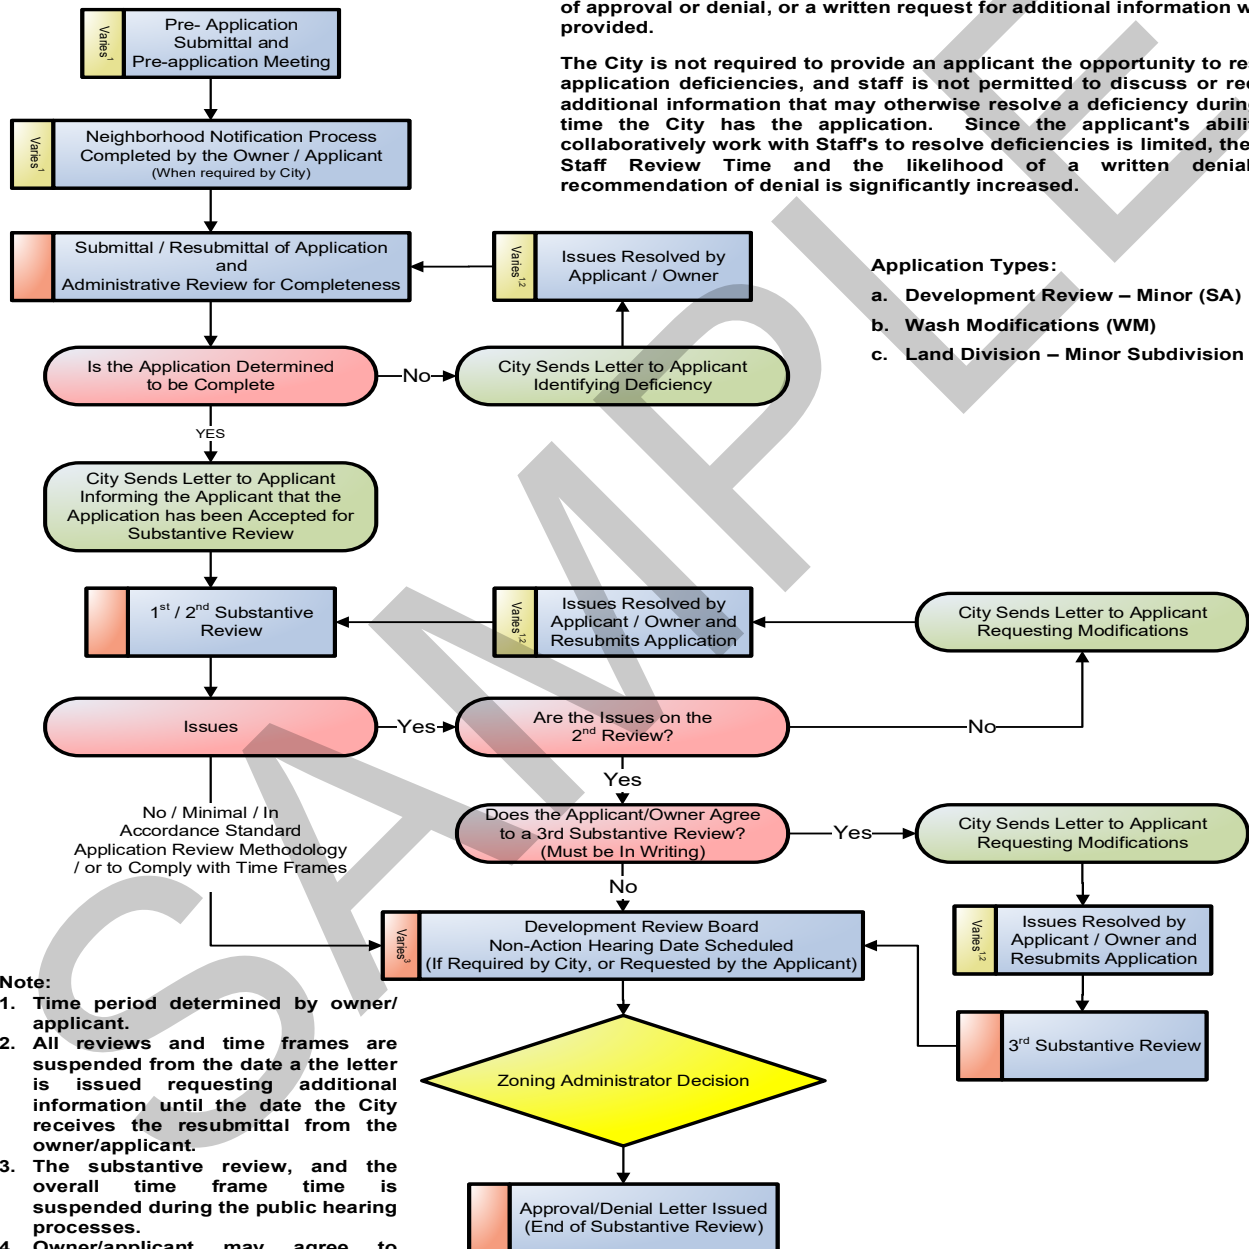 of approval or denial, or a written request for additional information w
provided.
The City is not required to provide an applicant the opportunity to re
application deficiencies, and staff is not permitted to discuss or re
additional information that may otherwise resolve a deficiency during
time the City has the application. Since the applicant's abili
collaboratively work with Staff's to resolve deficiencies is limited, the
Staff Review Time and the likelihood of a written denial
recommendation of denial is significantly increased.
Application Types:
a. Development Review – Minor (SA)
b. Wash Modifications (WM)
c. Land Division – Minor Subdivision
Varies1
Pre- Application
Submittal and
Pre-application Meeting
Varies1
Neighborhood Notification Process
Completed by the Owner / Applicant
(When required by City)
Submittal / Resubmittal of Application
and
Administrative Review for Completeness
Varies1,2
Issues Resolved by
Applicant / Owner
Is the Application Determined
to be Complete
No
City Sends Letter to Applicant
Identifying Deficiency
YES
City Sends Letter to Applicant
Informing the Applicant that the
Application has been Accepted for
Substantive Review
1st / 2nd Substantive
Review
Varies1,2
Issues Resolved by
Applicant / Owner and
Resubmits Application
City Sends Letter to Applicant
Requesting Modifications
Issues
Yes
Are the Issues on the
2nd Review?
No
Yes
No / Minimal / In
Accordance Standard
Application Review Methodology
/ or to Comply with Time Frames
Does the Applicant/Owner Agree
to a 3rd Substantive Review?
(Must be In Writing)
Yes
City Sends Letter to Applicant
Requesting Modifications
No
Varies3
Development Review Board
Non-Action Hearing Date Scheduled
(If Required by City, or Requested by the Applicant)
Varies1,2
Issues Resolved by
Applicant / Owner and
Resubmits Application
3rd Substantive Review
Zoning Administrator Decision
Approval/Denial Letter Issued
(End of Substantive Review)
Note:
1. Time period determined by owner/
applicant.
2. All reviews and time frames are
suspended from the date a the letter
is issued requesting additional
information until the date the City
receives the resubmittal from the
owner/applicant.
3. The substantive review, and the
overall time frame time is
suspended during the public hearing
processes.
4. Owner/applicant may agree to
SAMPLE